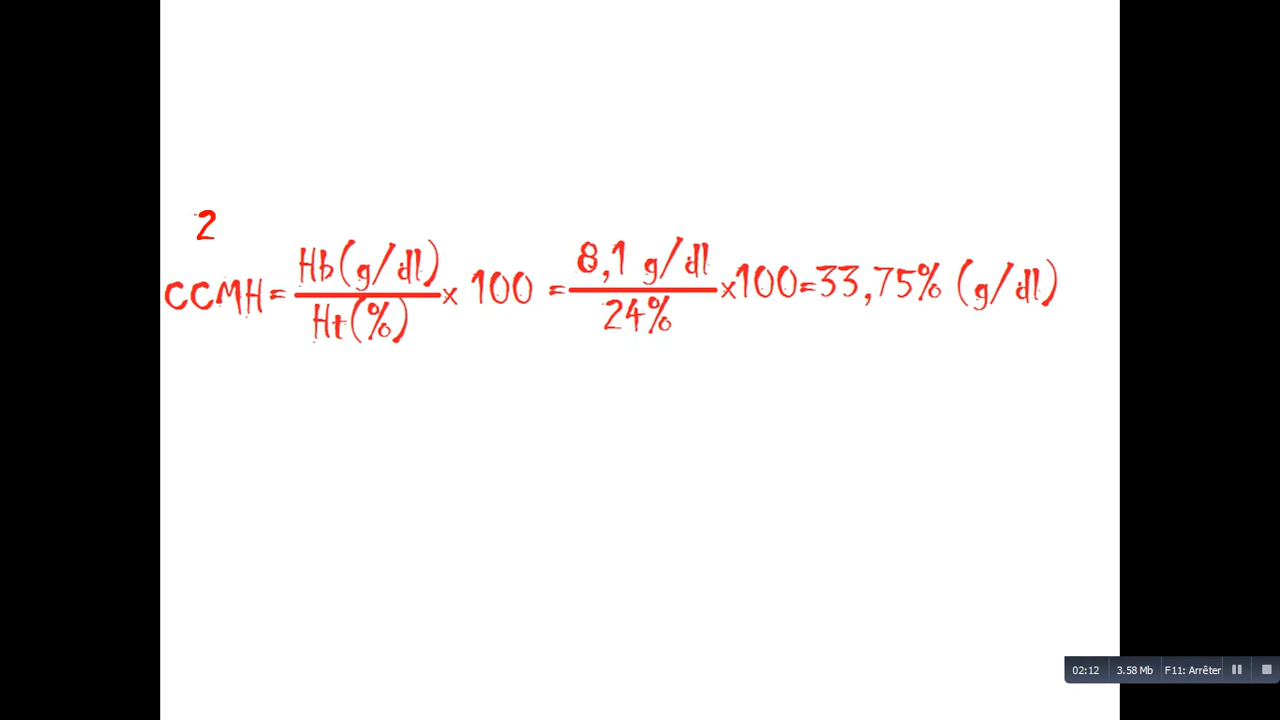 2
CCMH = Hb(g/dl) / Ht(%) x 100 = 8,1 g/dl / 24% x100=33,75% (g/dl)
02:12 3.58 Mb F11: Arrêter